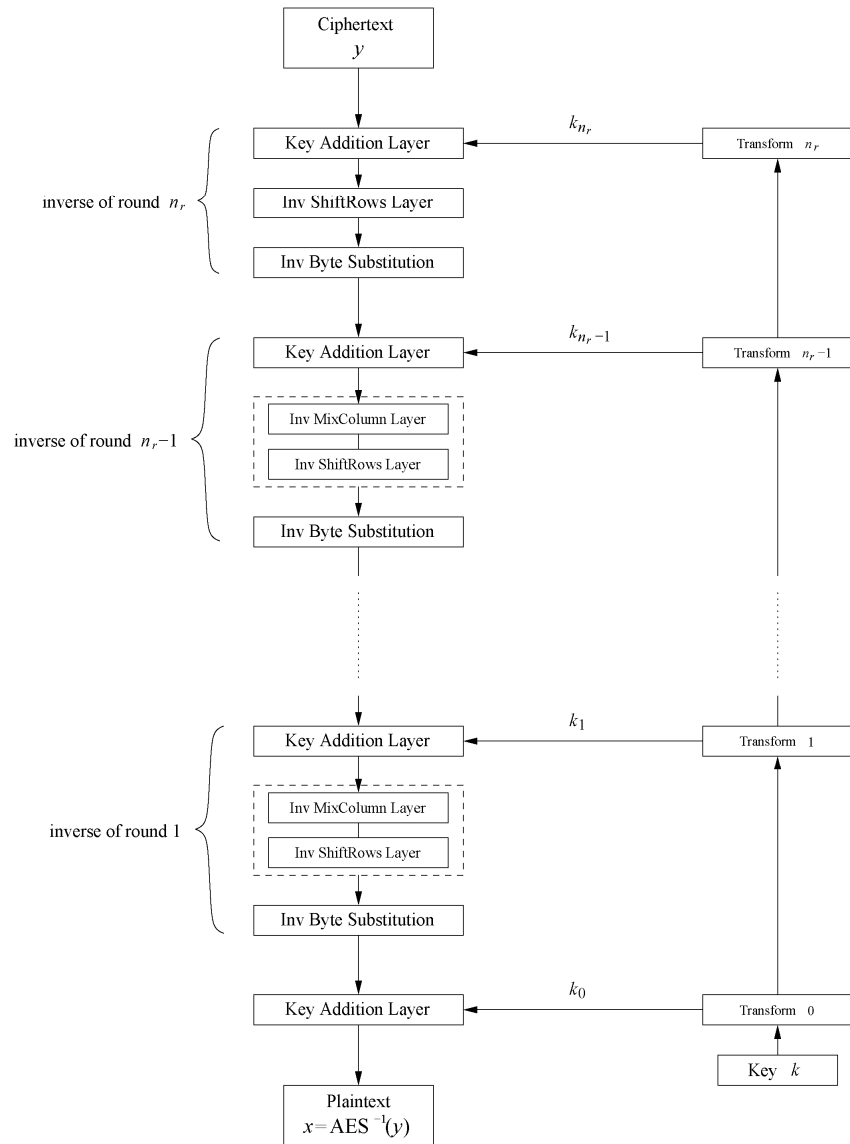 Ciphertext
y
Key Addition Layer
k_{n_r}
Transform n_r
inverse of round n_r
Inv ShiftRows Layer
Inv Byte Substitution
Key Addition Layer
k_{n_r−1}
Transform n_r−1
Inv MixColumn Layer
inverse of round n_r−1
Inv ShiftRows Layer
Inv Byte Substitution
Key Addition Layer
k_1
Transform 1
Inv MixColumn Layer
inverse of round 1
Inv ShiftRows Layer
Inv Byte Substitution
Key Addition Layer
k_0
Transform 0
Key k
Plaintext
x=AES⁻¹(y)